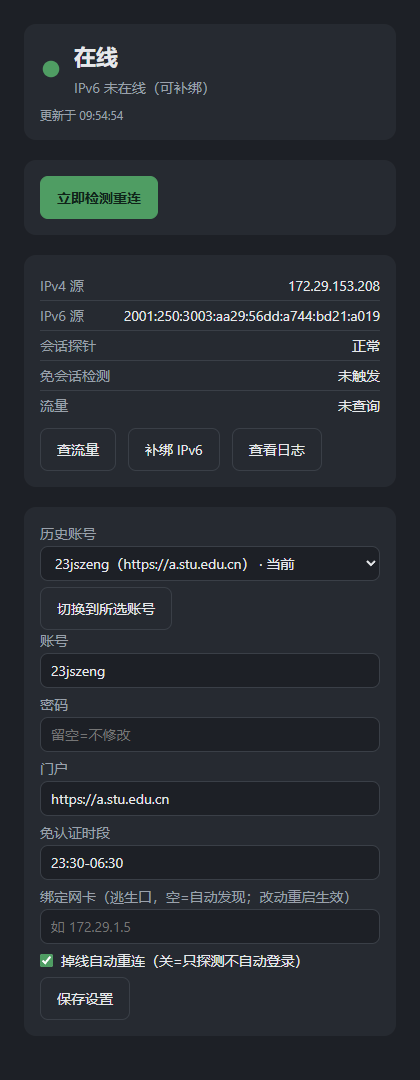 在线
IPv6 未在线（可补绑）
更新于 09:54:54
立即检测重连
IPv4 源 172.29.153.208
IPv6 源 2001:250:3003:aa29:56dd:a744:bd21:a019
会话探针 正常
免会话检测 未触发
流量 未查询
查流量 补绑 IPv6 查看日志
历史账号
23jszeng（https://a.stu.edu.cn） · 当前
切换到所选账号
账号
23jszeng
密码
留空=不修改
门户
https://a.stu.edu.cn
免认证时段
23:30-06:30
绑定网卡（逃生口，空=自动发现；改动重启生效）
如 172.29.1.5
掉线自动重连（关=只探测不自动登录）
保存设置